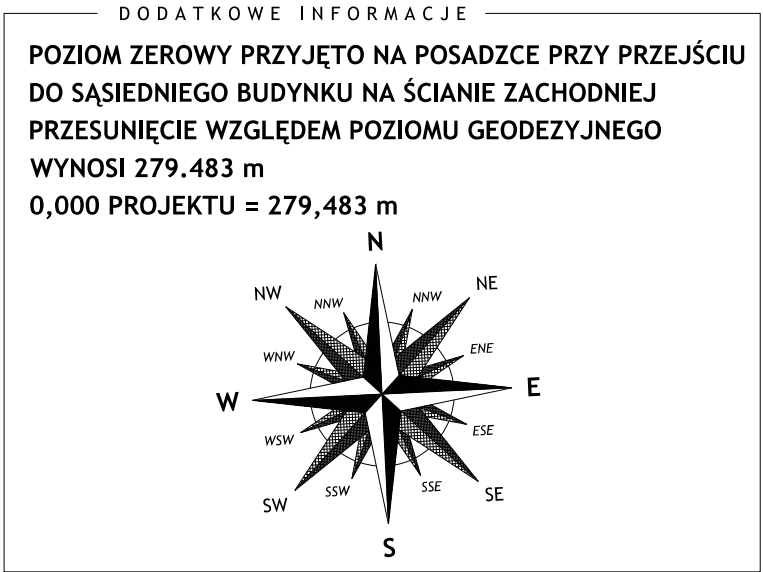 DODATKOWE INFORMACJE
POZIOM ZEROWY PRZYJĘTO NA POSADZCE PRZY PRZEJŚCIU
DO SĄSIEDNIEGO BUDYNKU NA ŚCIANIE ZACHODNIEJ
PRZESUNIĘCIE WZGLĘDEM POZIOMU GEODEZYJNEGO
WYNOSI 279.483 m
0,000 PROJEKTU = 279,483 m
N
NW NE
NNW NNW
WNW ENE
W E
WSW ESE
SSW SSE
SW SE
S